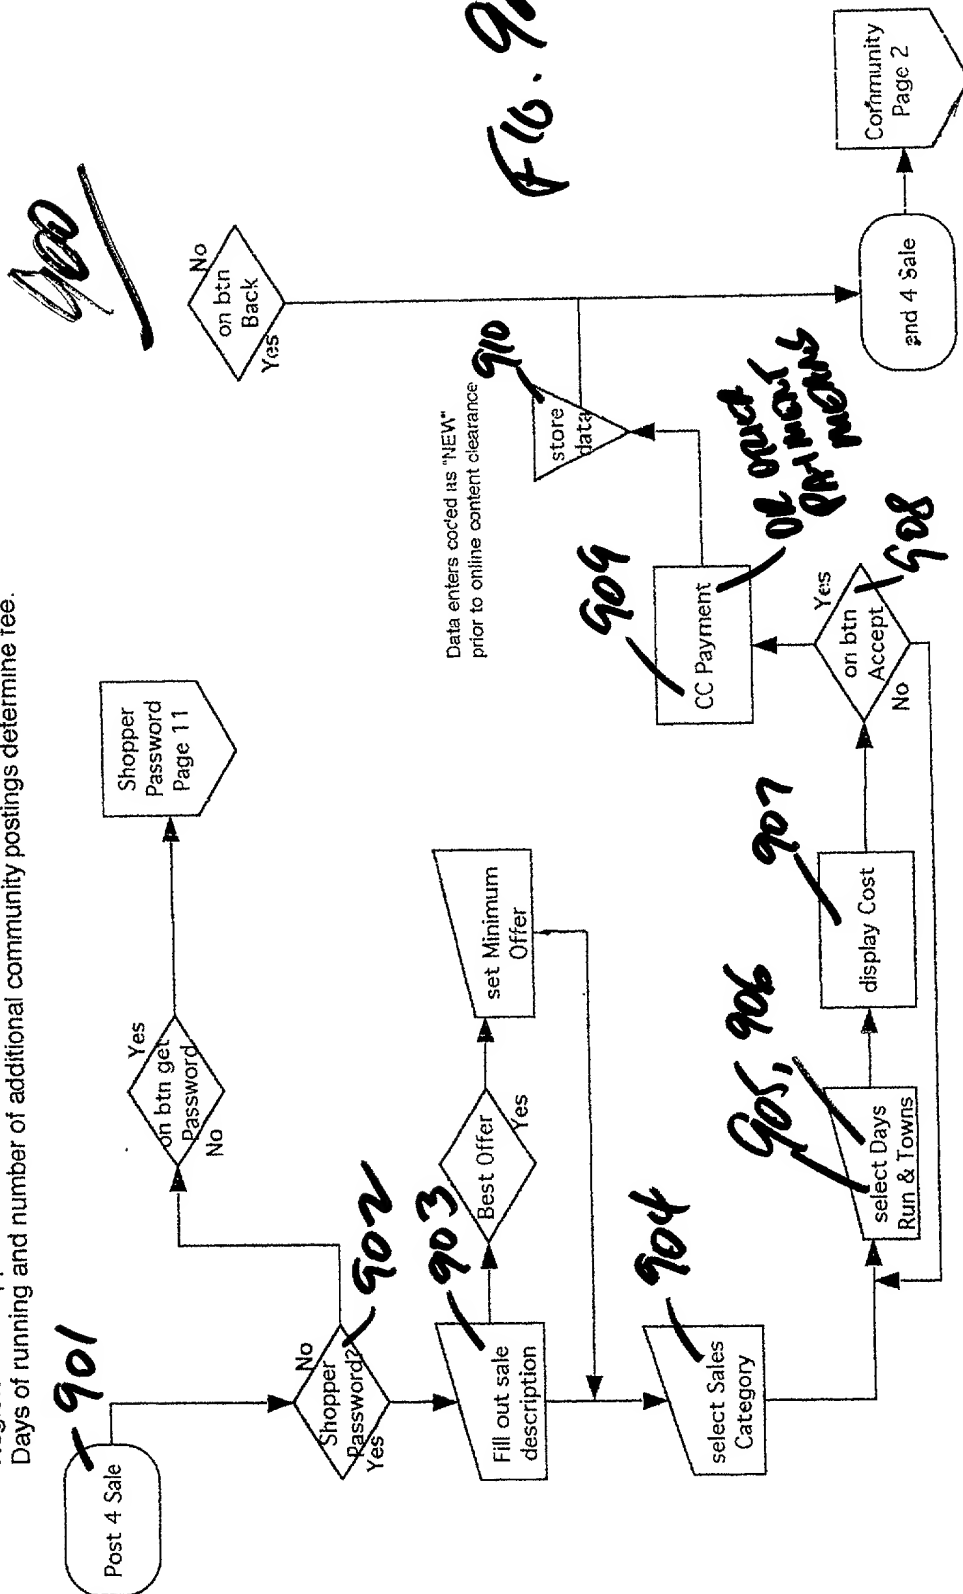 Days of running and number of additional community postings determine fee.
900
FIG. 9
Post 4 Sale
901
Shopper
Password?
No
Yes
902
on btn get
Password
Yes
No
Shopper
Password
Page 11
Fill out sale
description
903
Best Offer
Yes
set Minimum
Offer
select Sales
Category
904
select Days
Run & Towns
905, 906
display Cost
907
on btn
Accept
Yes
No
908
CC Payment
909
OR OTHER
PAYMENT
MEANS
store
data
910
Data enters coded as "NEW"
prior to online content clearance
on btn
Back
No
Yes
end 4 Sale
Community
Page 2